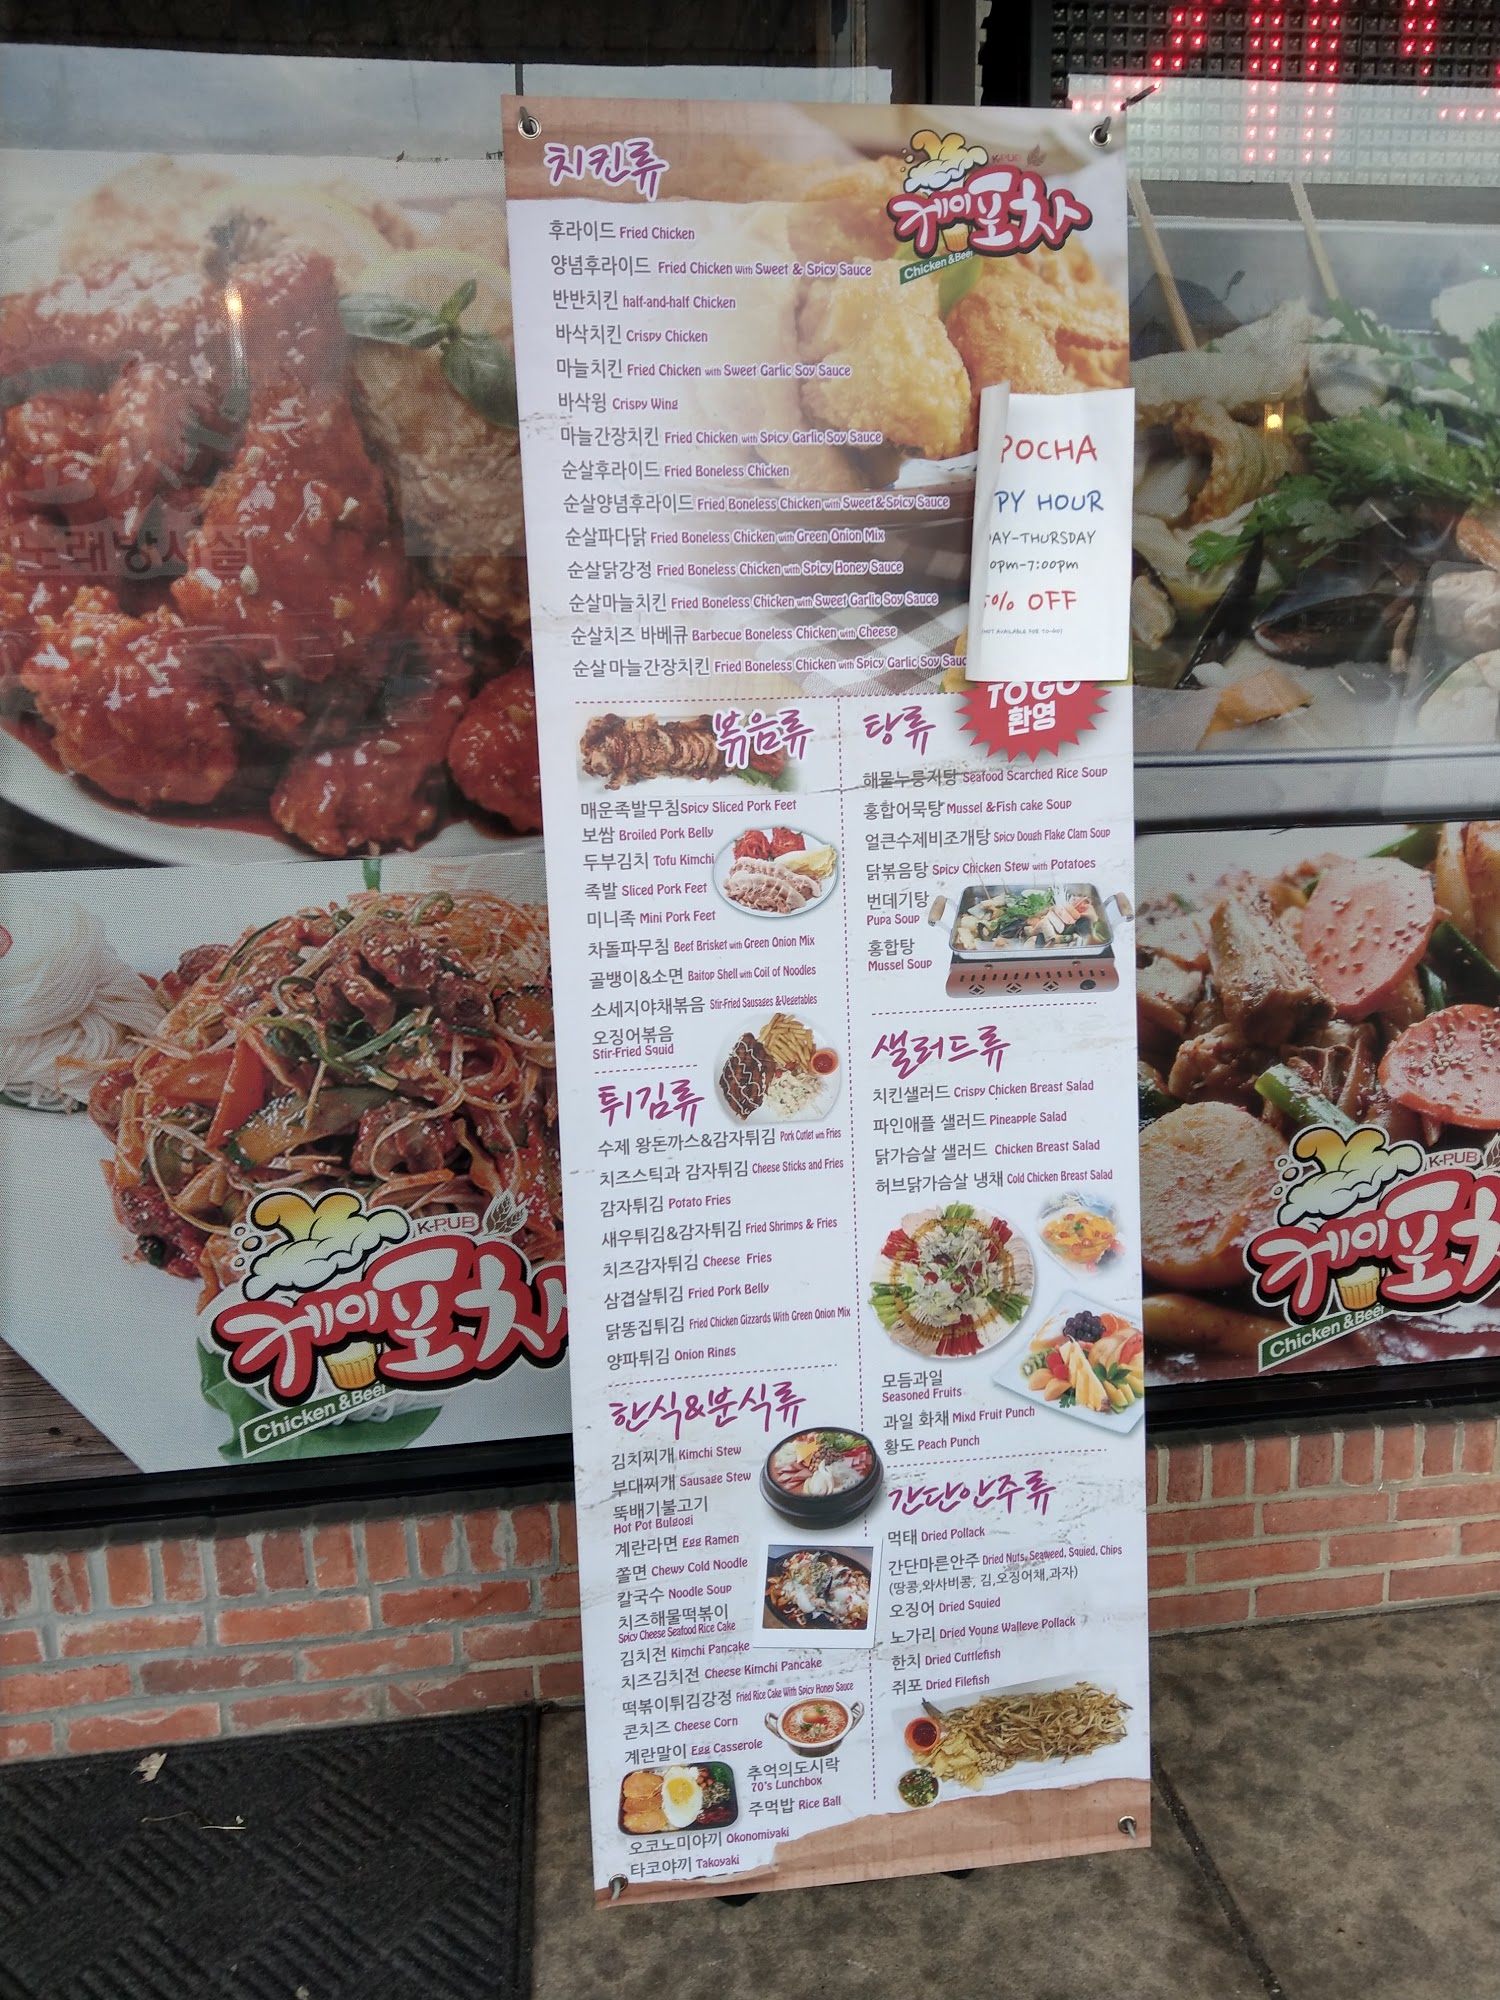 치킨류
K-PUB
케이포차
Chicken & Beer
후라이드 Fried Chicken
양념후라이드 Fried Chicken with Sweet & Spicy Sauce
반반치킨 half-and-half Chicken
바삭치킨 Crispy Chicken
마늘치킨 Fried Chicken with Sweet Garlic Soy Sauce
바삭윙 Crispy Wing
마늘간장치킨 Fried Chicken with Spicy Garlic Soy Sauce
순살후라이드 Fried Boneless Chicken
순살양념후라이드 Fried Boneless Chicken with Sweet&Spicy Sauce
순살파다닭 Fried Boneless Chicken with Green Onion Mix
순살닭강정 Fried Boneless Chicken with Spicy Honey Sauce
순살마늘치킨 Fried Boneless Chicken with Sweet Garlic Soy Sauce
순살치즈 바베큐 Barbecue Boneless Chicken with Cheese
순살마늘간장치킨 Fried Boneless Chicken with Spicy Garlic Soy Sauc
POCHA
PY HOUR
AY-THURSDAY
0pm-7:00pm
% OFF
NOT AVAILABLE FOR TO-GO
TO GO
환영
볶음류
매운족발무침 Spicy Sliced Pork Feet
보쌈 Broiled Pork Belly
두부김치 Tofu Kimchi
족발 Sliced Pork Feet
미니족 Mini Pork Feet
차돌파무침 Beef Brisket with Green Onion Mix
골뱅이&소면 Baitop Shell with Coil of Noodles
소세지야채볶음 Stir-Fried Sausages &Vegetables
오징어볶음
Stir-Fried Squid
튀김류
수제 왕돈까스&감자튀김 Pork Cutlet with Fries
치즈스틱과 감자튀김 Cheese Sticks and Fries
감자튀김 Potato Fries
새우튀김&감자튀김 Fried Shrimps & Fries
치즈감자튀김 Cheese Fries
삼겹살튀김 Fried Pork Belly
닭똥집튀김 Fried Chicken Gizzards With Green Onion Mix
양파튀김 Onion Rings
한식&분식류
김치찌개 Kimchi Stew
부대찌개 Sausage Stew
뚝배기불고기
Hot Pot Bulgogi
계란라면 Egg Ramen
쫄면 Chewy Cold Noodle
칼국수 Noodle Soup
치즈해물떡볶이
Spicy Cheese Seafood Rice Cake
김치전 Kimchi Pancake
치즈김치전 Cheese Kimchi Pancake
떡볶이튀김강정 Fried Rice Cake With Spicy Honey Sauce
콘치즈 Cheese Corn
계란말이 Egg Casserole
추억의도시락
70's Lunchbox
주먹밥 Rice Ball
오코노미야끼 Okonomiyaki
타코야끼 Takoyaki
탕류
해물누룽지탕 Seafood Scarched Rice Soup
홍합어묵탕 Mussel &Fish cake Soup
얼큰수제비조개탕 Spicy Dough Flake Clam Soup
닭볶음탕 Spicy Chicken Stew with Potatoes
번데기탕
Pupa Soup
홍합탕
Mussel Soup
샐러드류
치킨샐러드 Crispy Chicken Breast Salad
파인애플 샐러드 Pineapple Salad
닭가슴살 샐러드 Chicken Breast Salad
허브닭가슴살 냉채 Cold Chicken Breast Salad
모듬과일
Seasoned Fruits
과일 화채 Mixd Fruit Punch
황도 Peach Punch
간단안주류
먹태 Dried Pollack
간단마른안주 Dried Nuts, Seaweed, Squied, Chips
(땅콩,와사비콩, 김,오징어채,과자)
오징어 Dried Squied
노가리 Dried Young Walleye Pollack
한치 Dried Cuttlefish
쥐포 Dried Filefish
노래방시설
K-PUB
케이포차
Chicken & Beer
K-PUB
케이포차
Chicken & Beer